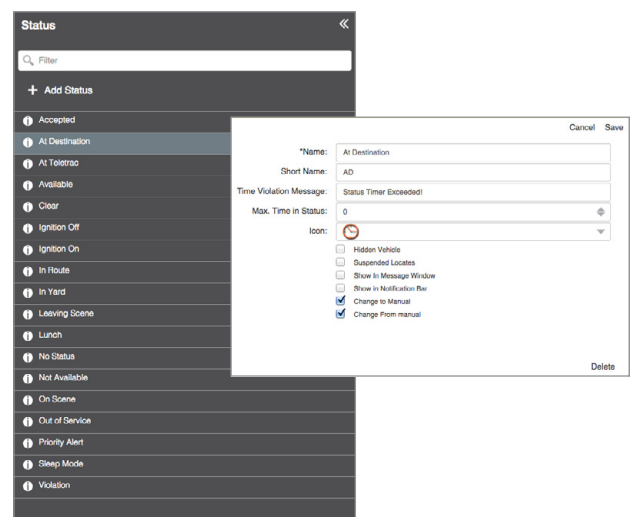 Status
Filter
+ Add Status
Accepted
At Destination
At Teletrac
Available
Clear
Ignition Off
Ignition On
In Route
In Yard
Leaving Scene
Lunch
No Status
Not Available
On Scene
Out of Service
Priority Alert
Sleep Mode
Violation
Cancel Save
*Name: At Destination
Short Name: AD
Time Violation Message: Status Timer Exceeded!
Max. Time in Status: 0
Icon:
Hidden Vehicle
Suspended Locates
Show In Message Window
Show in Notification Bar
Change to Manual
Change From manual
Delete